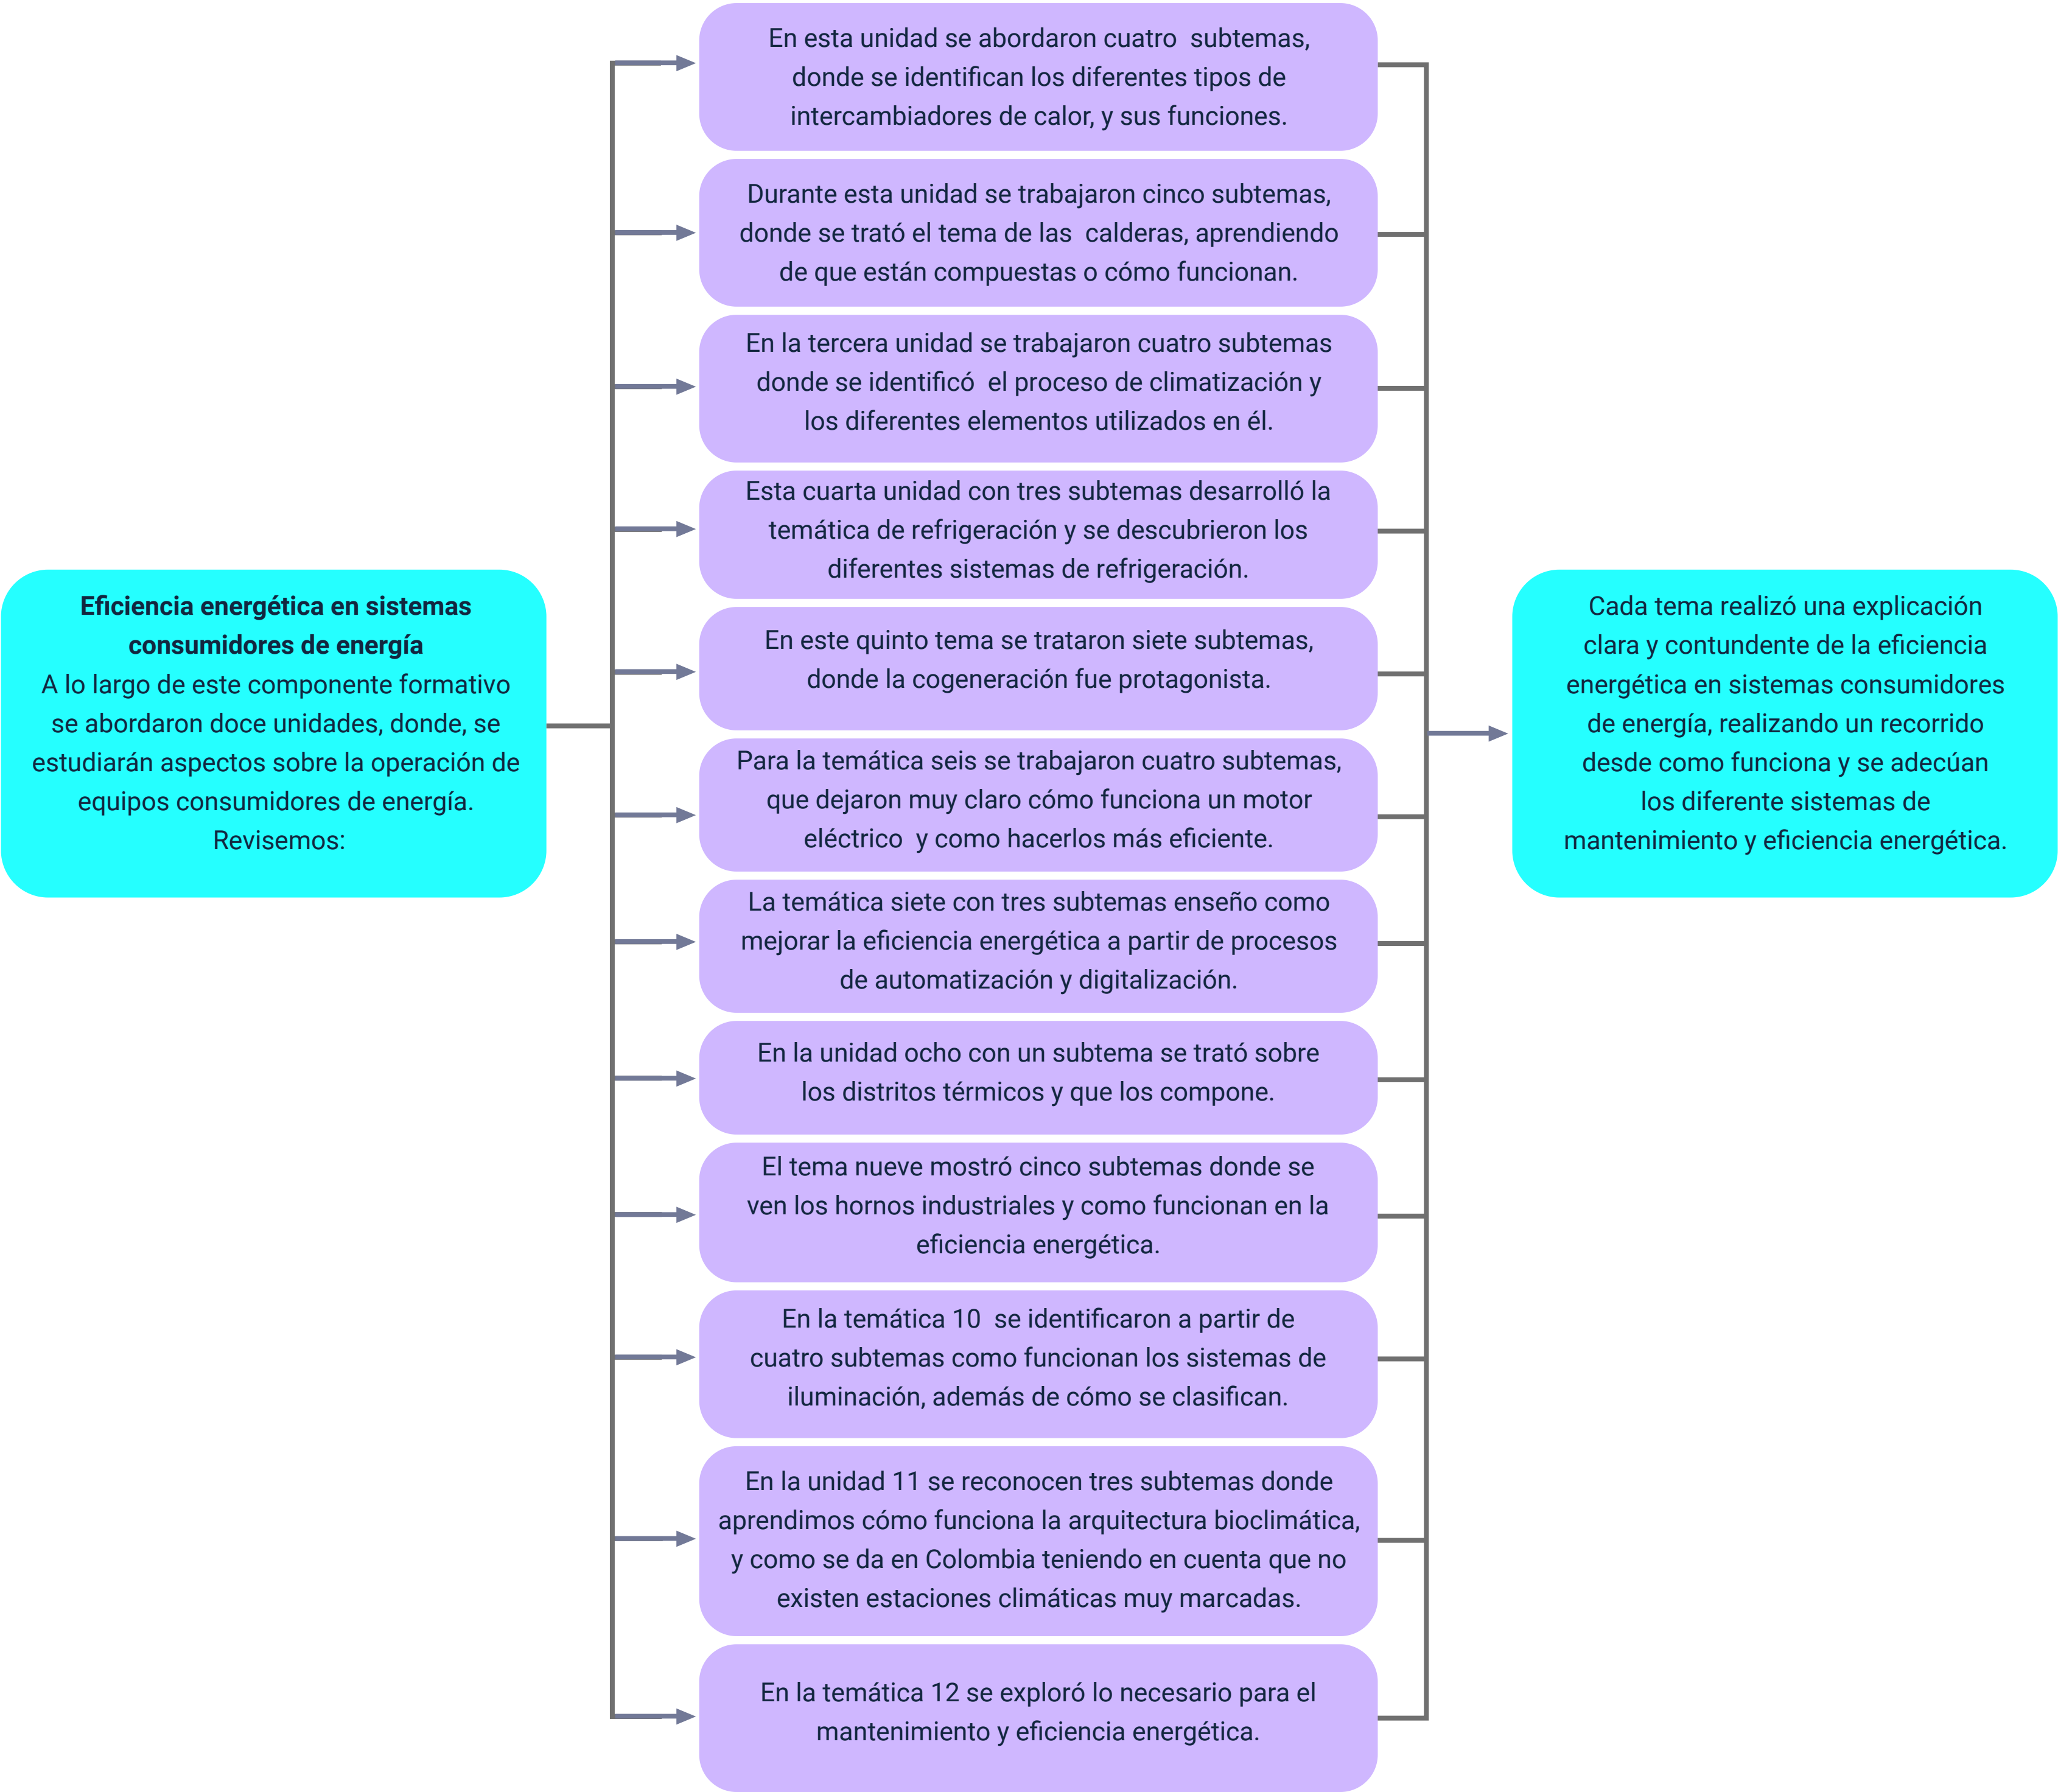 Eficiencia energética en sistemas
consumidores de energía
A lo largo de este componente formativo
se abordaron doce unidades, donde, se
estudiarán aspectos sobre la operación de
equipos consumidores de energía.
Revisemos:
En esta unidad se abordaron cuatro  subtemas,
donde se identifican los diferentes tipos de
intercambiadores de calor, y sus funciones.
Durante esta unidad se trabajaron cinco subtemas,
donde se trató el tema de las  calderas, aprendiendo
de que están compuestas o cómo funcionan.
En la tercera unidad se trabajaron cuatro subtemas
donde se identificó  el proceso de climatización y
los diferentes elementos utilizados en él.
Esta cuarta unidad con tres subtemas desarrolló la
temática de refrigeración y se descubrieron los
diferentes sistemas de refrigeración.
En este quinto tema se trataron siete subtemas,
donde la cogeneración fue protagonista.
Para la temática seis se trabajaron cuatro subtemas,
que dejaron muy claro cómo funciona un motor
eléctrico  y como hacerlos más eficiente.
La temática siete con tres subtemas enseño como
mejorar la eficiencia energética a partir de procesos
de automatización y digitalización.
En la unidad ocho con un subtema se trató sobre
los distritos térmicos y que los compone.
El tema nueve mostró cinco subtemas donde se
ven los hornos industriales y como funcionan en la
eficiencia energética.
En la temática 10  se identificaron a partir de
cuatro subtemas como funcionan los sistemas de
iluminación, además de cómo se clasifican.
En la unidad 11 se reconocen tres subtemas donde
aprendimos cómo funciona la arquitectura bioclimática,
y como se da en Colombia teniendo en cuenta que no
existen estaciones climáticas muy marcadas.
En la temática 12 se exploró lo necesario para el
mantenimiento y eficiencia energética.
Cada tema realizó una explicación
clara y contundente de la eficiencia
energética en sistemas consumidores
de energía, realizando un recorrido
desde como funciona y se adecúan
los diferente sistemas de
mantenimiento y eficiencia energética.